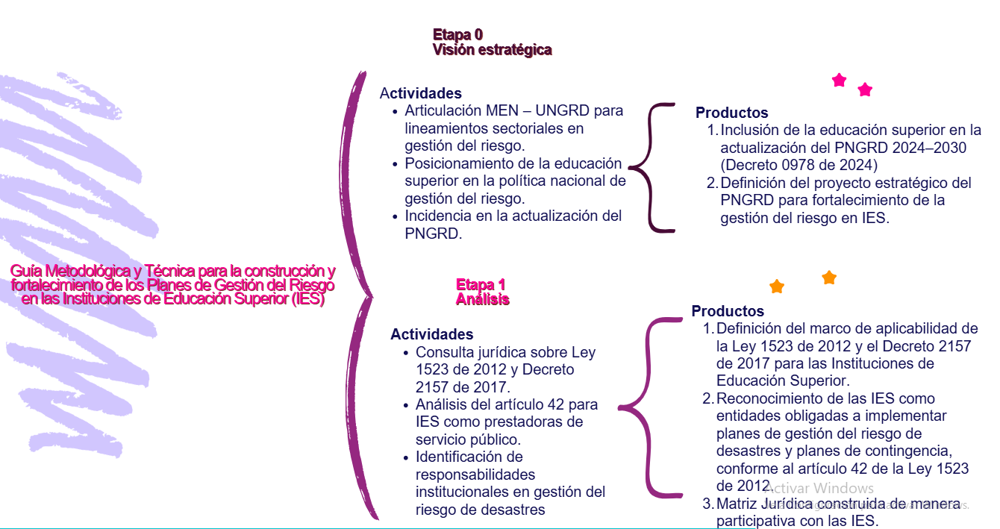 Etapa 0
Visión estratégica
Actividades
• Articulación MEN – UNGRD para
lineamientos sectoriales en
gestión del riesgo.
• Posicionamiento de la educación
superior en la política nacional de
gestión del riesgo.
• Incidencia en la actualización del
PNGRD.
Productos
1. Inclusión de la educación superior en la
actualización del PNGRD 2024–2030
(Decreto 0978 de 2024)
2. Definición del proyecto estratégico del
PNGRD para fortalecimiento de la
gestión del riesgo en IES.
Guía Metodológica y Técnica para la construcción y
fortalecimiento de los Planes de Gestión del Riesgo
en las Instituciones de Educación Superior (IES)
Etapa 1
Análisis
Actividades
• Consulta jurídica sobre Ley
1523 de 2012 y Decreto
2157 de 2017.
• Análisis del artículo 42 para
IES como prestadoras de
servicio público.
• Identificación de
responsabilidades
institucionales en gestión del
riesgo de desastres
Productos
1. Definición del marco de aplicabilidad de
la Ley 1523 de 2012 y el Decreto 2157
de 2017 para las Instituciones de
Educación Superior.
2. Reconocimiento de las IES como
entidades obligadas a implementar
planes de gestión del riesgo de
desastres y planes de contingencia,
conforme al artículo 42 de la Ley 1523
de 2012.
3. Matriz Jurídica construida de manera
participativa con las IES.
Activar Windows